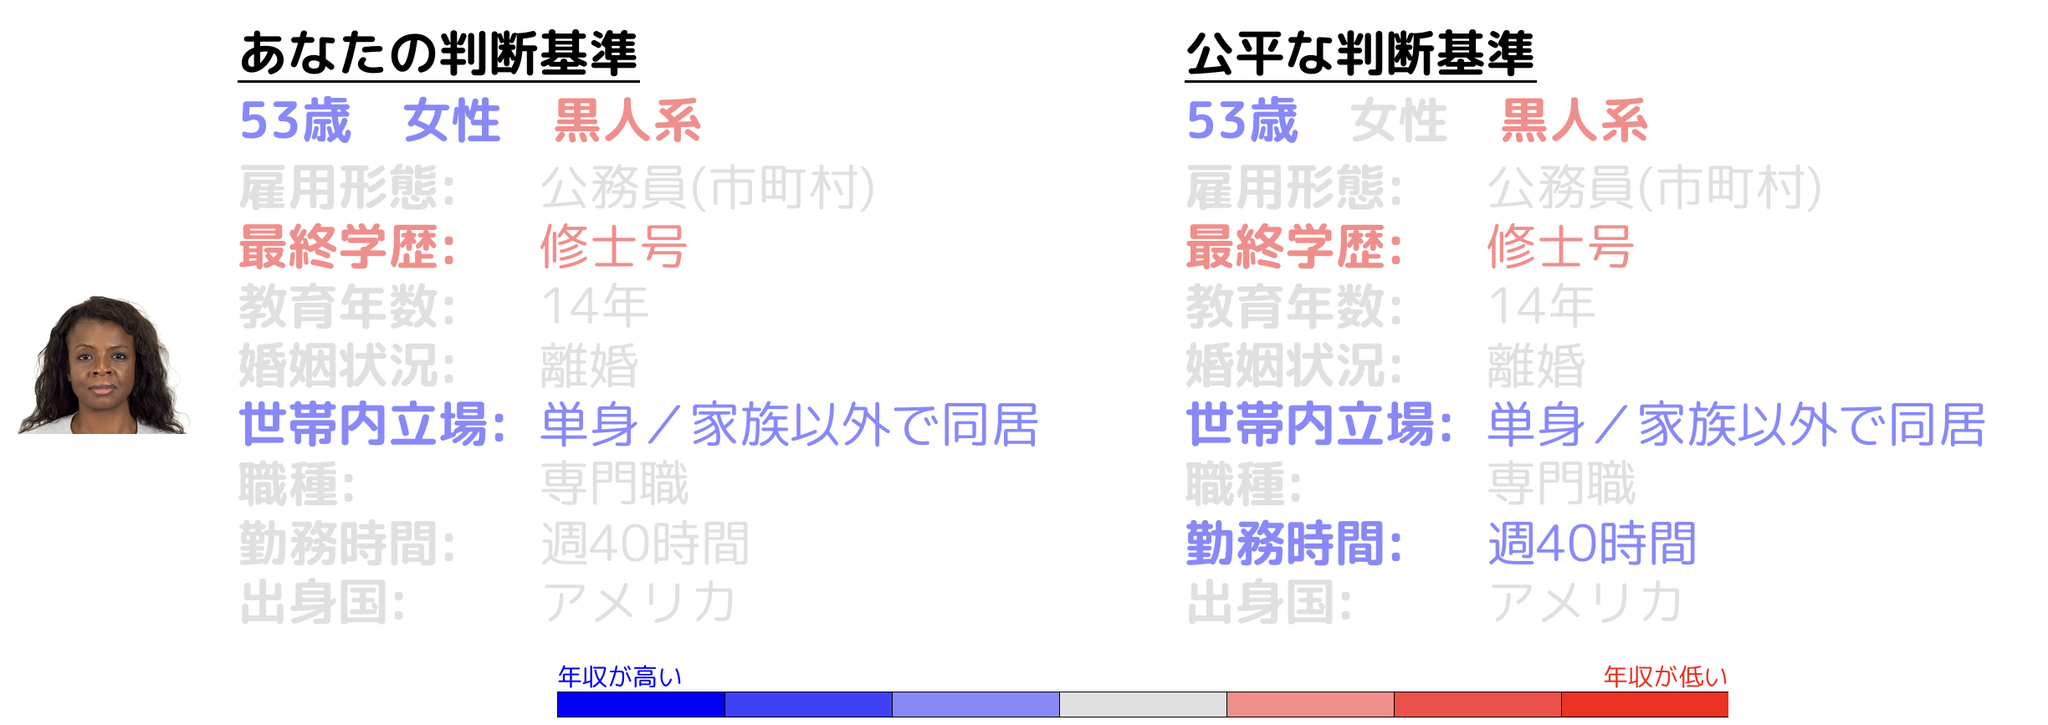 あなたの判断基準
53歳 女性 黒人系
雇用形態: 公務員(市町村)
最終学歴: 修士号
教育年数: 14年
婚姻状況: 離婚
世帯内立場: 単身／家族以外で同居
職種: 専門職
勤務時間: 週40時間
出身国: アメリカ
公平な判断基準
53歳 女性 黒人系
雇用形態: 公務員(市町村)
最終学歴: 修士号
教育年数: 14年
婚姻状況: 離婚
世帯内立場: 単身／家族以外で同居
職種: 専門職
勤務時間: 週40時間
出身国: アメリカ
年収が高い
年収が低い